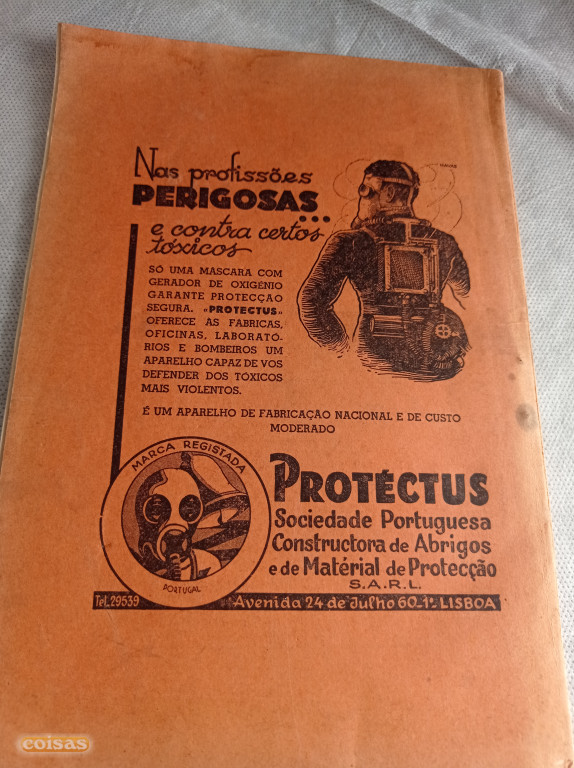 Nas profissões
PERIGOSAS...
e contra certos
tóxicos
SÓ UMA MASCARA COM
GERADOR DE OXIGÉNIO
GARANTE PROTECÇÃO
SEGURA. «PROTECTUS»
OFERECE AS FABRICAS,
OFICINAS, LABORATÓ-
RIOS E BOMBEIROS UM
APARELHO CAPAZ DE VOS
DEFENDER DOS TÓXICOS
MAIS VIOLENTOS.
É UM APARELHO DE FABRICAÇÃO NACIONAL E DE CUSTO
MODERADO
MARCA REGISTADA
PORTUGAL
PROTÉCTUS
Sociedade Portuguesa
Constructora de Abrigos
e de Matérial de Protecção
S.A.R.L.
Tel. 29539
Avenida 24 de Julho 60-1º LISBOA
coisas